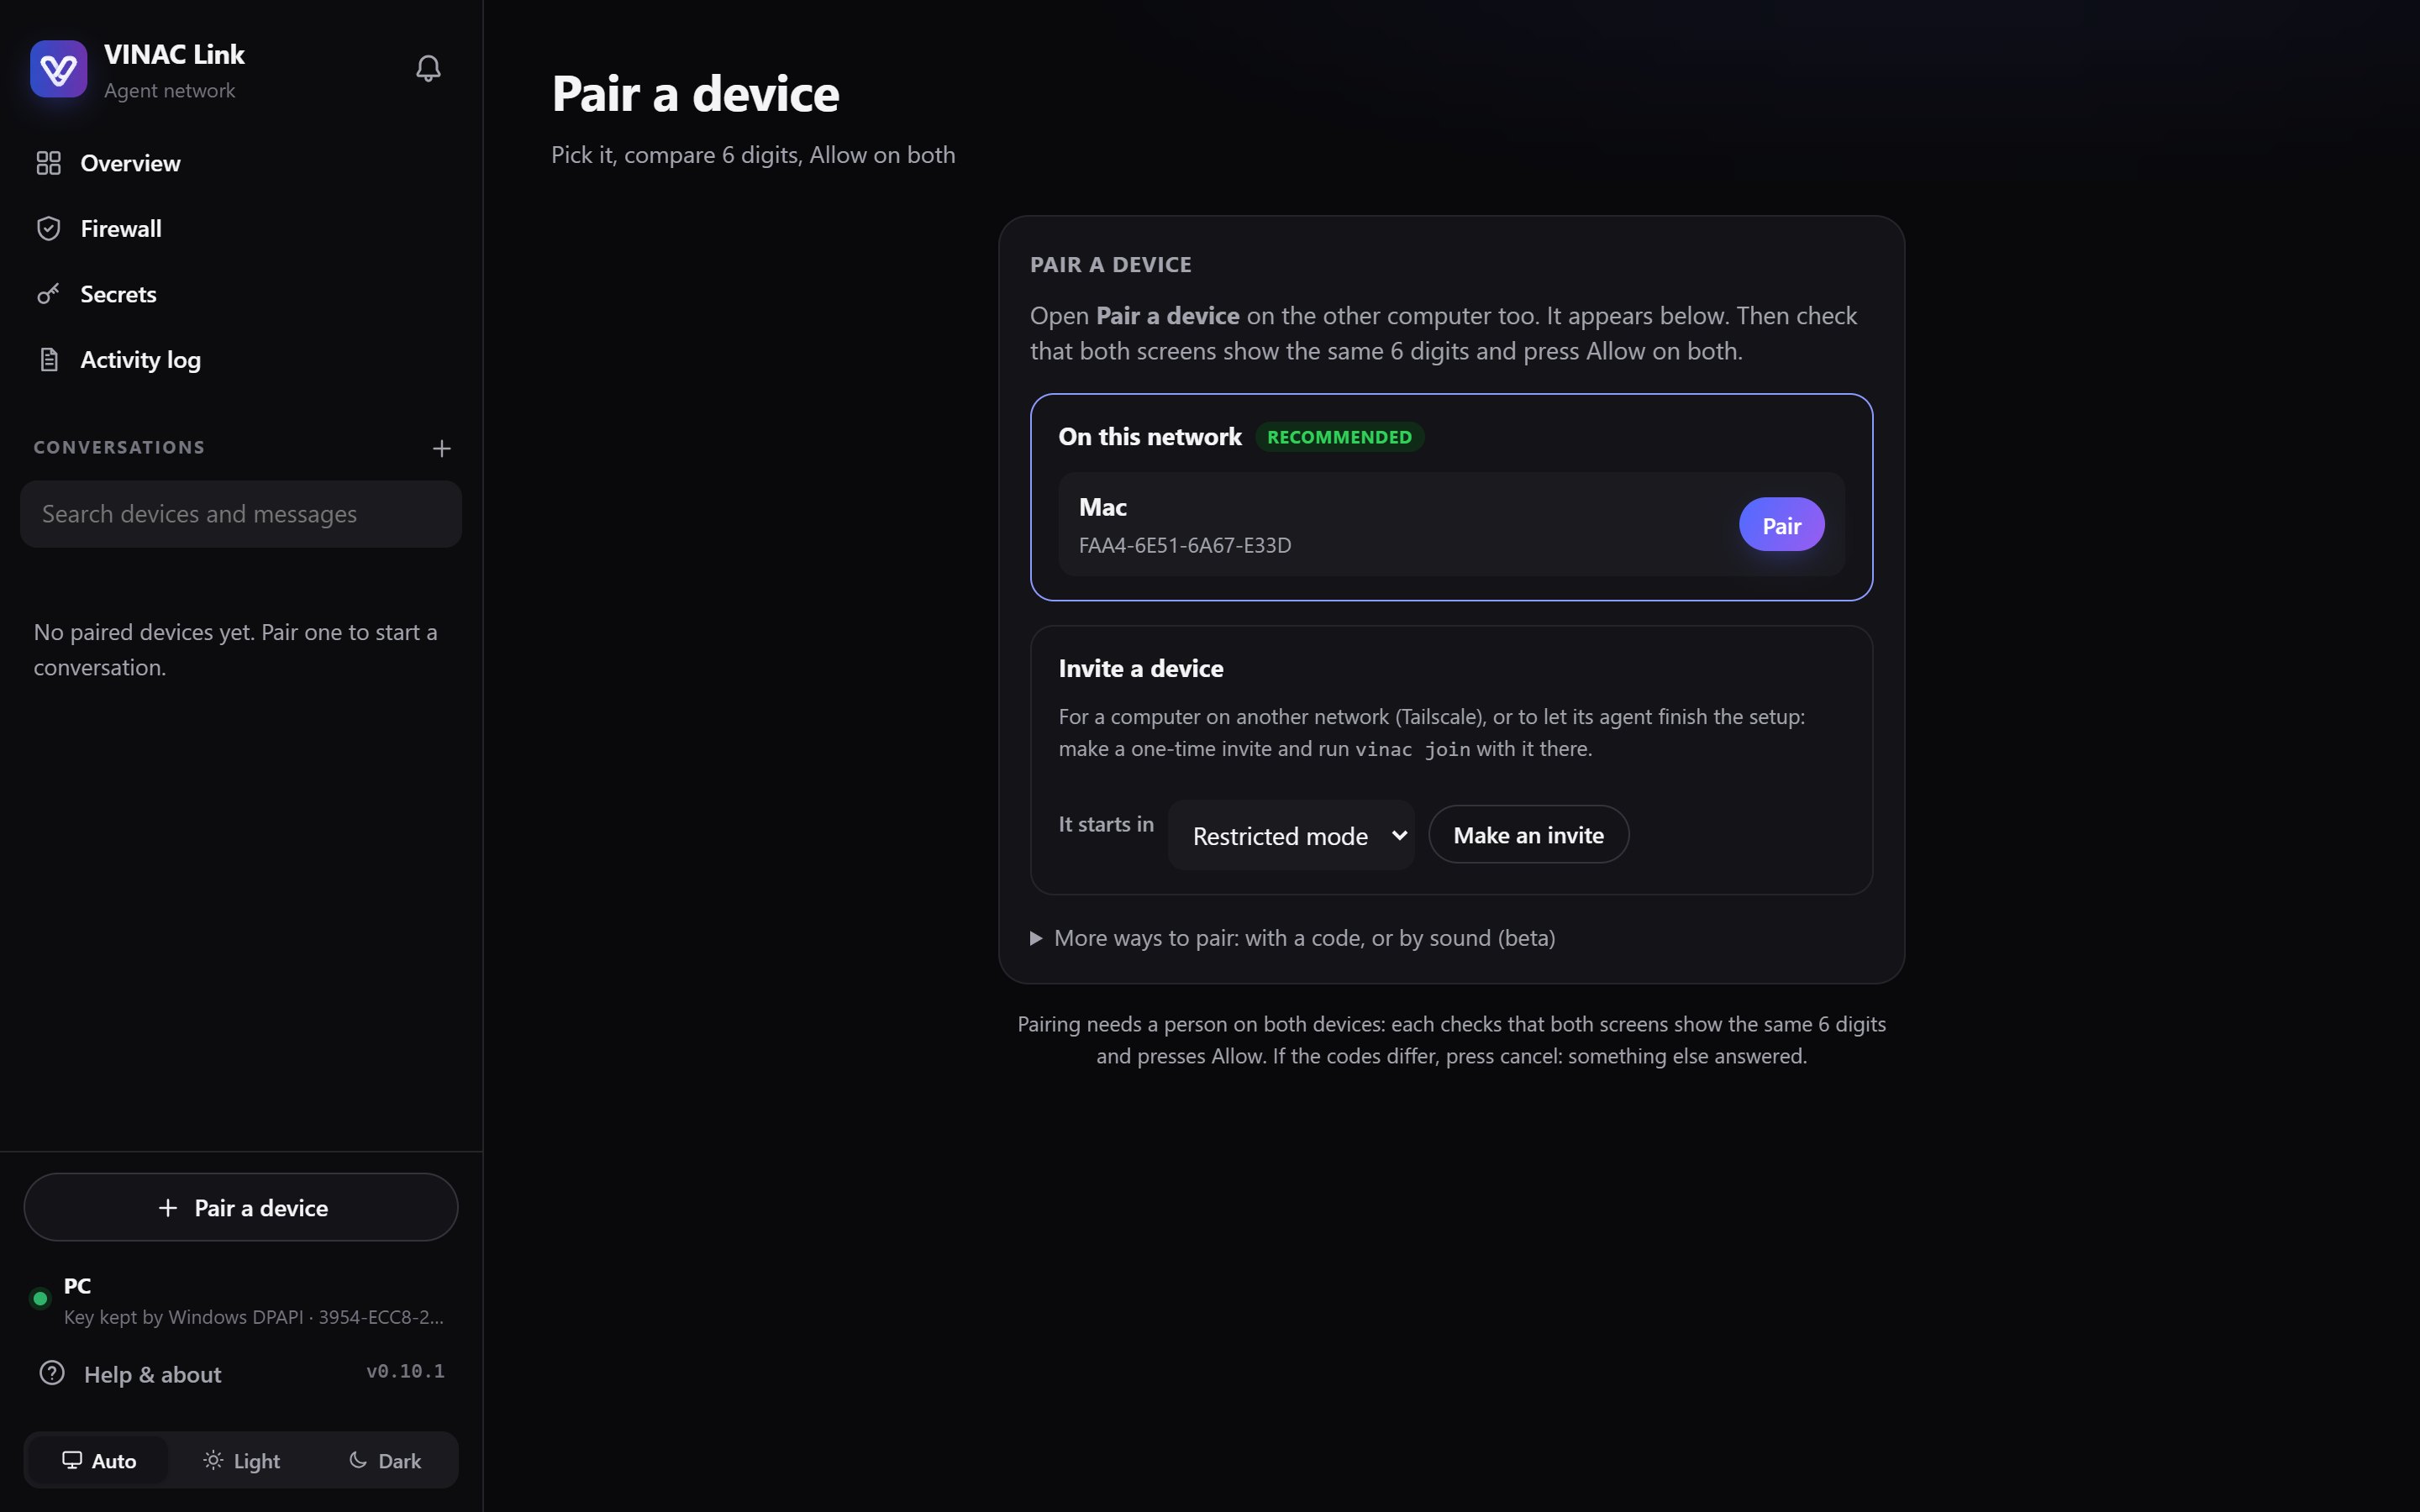 VINAC Link
Agent network
Overview
Firewall
Secrets
Activity log
CONVERSATIONS
Search devices and messages
No paired devices yet. Pair one to start a
conversation.
Pair a device
PC
Key kept by Windows DPAPI · 3954-ECC8-2...
Help & about
v0.10.1
Auto
Light
Dark
Pair a device
Pick it, compare 6 digits, Allow on both
PAIR A DEVICE
Open Pair a device on the other computer too. It appears below. Then check
that both screens show the same 6 digits and press Allow on both.
On this network
RECOMMENDED
Mac
FAA4-6E51-6A67-E33D
Pair
Invite a device
For a computer on another network (Tailscale), or to let its agent finish the setup:
make a one-time invite and run vinac join with it there.
It starts in
Restricted mode
Make an invite
More ways to pair: with a code, or by sound (beta)
Pairing needs a person on both devices: each checks that both screens show the same 6 digits
and presses Allow. If the codes differ, press cancel: something else answered.